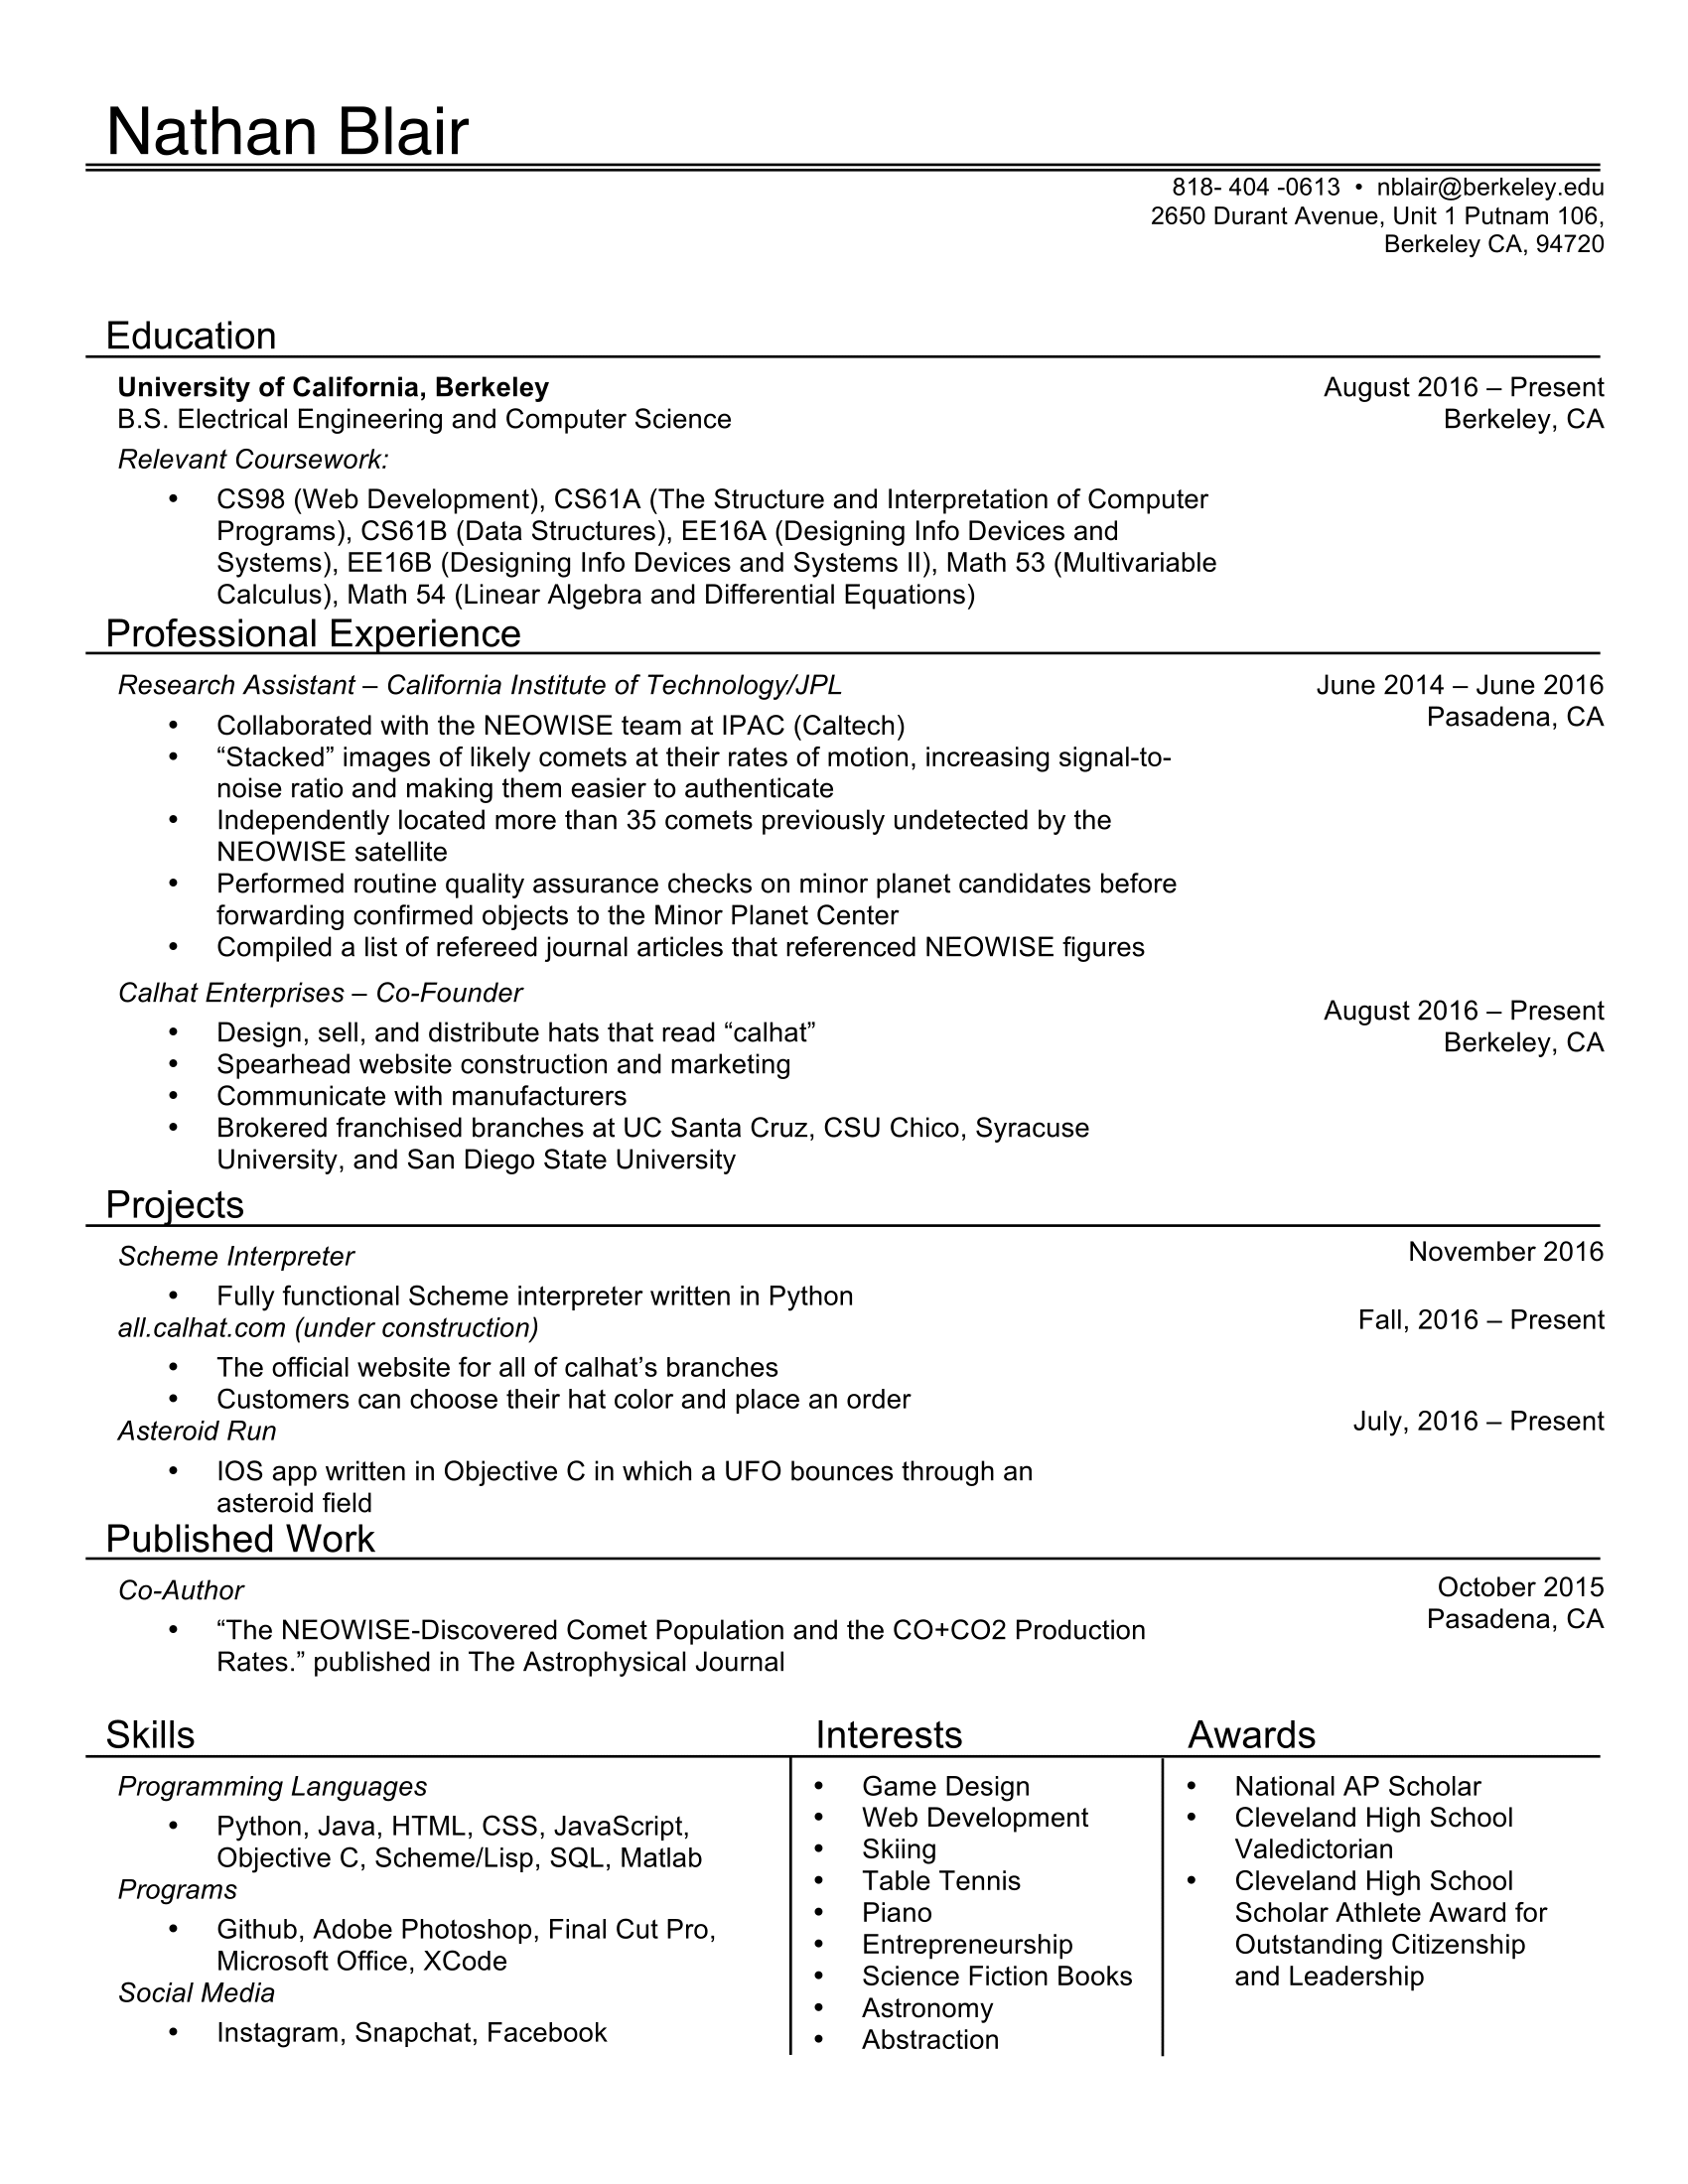 Nathan Blair
818- 404 -0613 • nblair@berkeley.edu
2650 Durant Avenue, Unit 1 Putnam 106,
Berkeley CA, 94720
Education
University of California, Berkeley
August 2016 – Present
B.S. Electrical Engineering and Computer Science
Berkeley, CA
Relevant Coursework:
• CS98 (Web Development), CS61A (The Structure and Interpretation of Computer
Programs), CS61B (Data Structures), EE16A (Designing Info Devices and
Systems), EE16B (Designing Info Devices and Systems II), Math 53 (Multivariable
Calculus), Math 54 (Linear Algebra and Differential Equations)
Professional Experience
Research Assistant – California Institute of Technology/JPL
June 2014 – June 2016
Pasadena, CA
• Collaborated with the NEOWISE team at IPAC (Caltech)
• “Stacked” images of likely comets at their rates of motion, increasing signal-to-
noise ratio and making them easier to authenticate
• Independently located more than 35 comets previously undetected by the
NEOWISE satellite
• Performed routine quality assurance checks on minor planet candidates before
forwarding confirmed objects to the Minor Planet Center
• Compiled a list of refereed journal articles that referenced NEOWISE figures
Calhat Enterprises – Co-Founder
August 2016 – Present
Berkeley, CA
• Design, sell, and distribute hats that read “calhat”
• Spearhead website construction and marketing
• Communicate with manufacturers
• Brokered franchised branches at UC Santa Cruz, CSU Chico, Syracuse
University, and San Diego State University
Projects
Scheme Interpreter
November 2016
• Fully functional Scheme interpreter written in Python
all.calhat.com (under construction)
Fall, 2016 – Present
• The official website for all of calhat’s branches
• Customers can choose their hat color and place an order
Asteroid Run
July, 2016 – Present
• IOS app written in Objective C in which a UFO bounces through an
asteroid field
Published Work
Co-Author
October 2015
Pasadena, CA
• “The NEOWISE-Discovered Comet Population and the CO+CO2 Production
Rates.” published in The Astrophysical Journal
Skills
Programming Languages
• Python, Java, HTML, CSS, JavaScript,
Objective C, Scheme/Lisp, SQL, Matlab
Programs
• Github, Adobe Photoshop, Final Cut Pro,
Microsoft Office, XCode
Social Media
• Instagram, Snapchat, Facebook
Interests
• Game Design
• Web Development
• Skiing
• Table Tennis
• Piano
• Entrepreneurship
• Science Fiction Books
• Astronomy
• Abstraction
Awards
• National AP Scholar
• Cleveland High School
Valedictorian
• Cleveland High School
Scholar Athlete Award for
Outstanding Citizenship
and Leadership